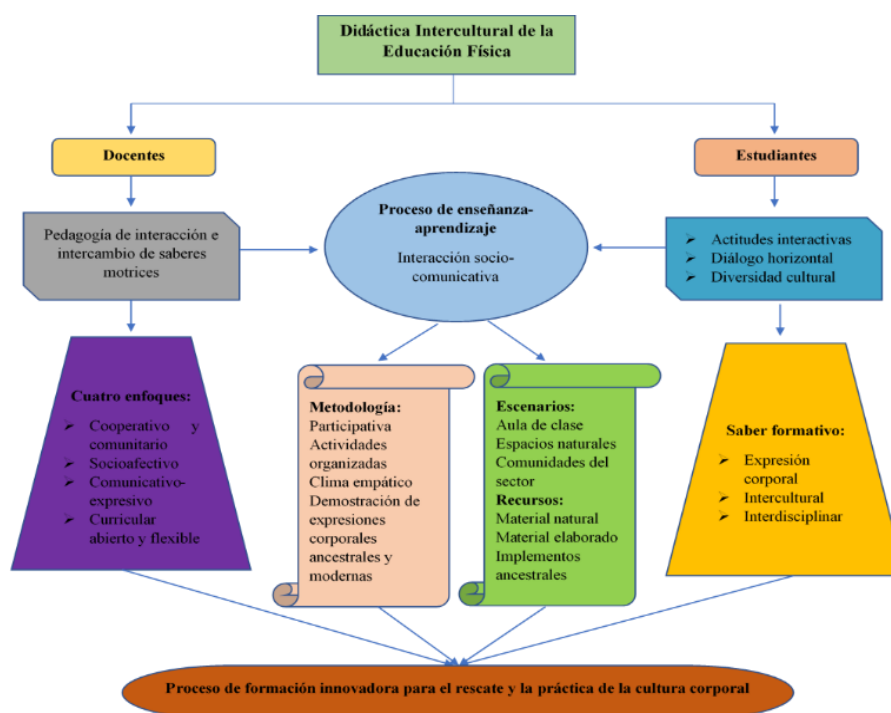 Didáctica Intercultural de la
Educación Física
Docentes
Estudiantes
Pedagogía de interacción e
intercambio de saberes
motrices
Proceso de enseñanza-
aprendizaje
Interacción socio-
comunicativa
➢ Actitudes interactivas
➢ Diálogo horizontal
➢ Diversidad cultural
Cuatro enfoques:
➢ Cooperativo y
comunitario
➢ Socioafectivo
➢ Comunicativo-
expresivo
➢ Curricular
abierto y flexible
Metodología:
Participativa
Actividades
organizadas
Clima empático
Demostración de
expresiones
corporales
ancestrales y
modernas
Escenarios:
Aula de clase
Espacios naturales
Comunidades del
sector
Recursos:
Material natural
Material elaborado
Implementos
ancestrales
Saber formativo:
➢ Expresión
corporal
➢ Intercultural
➢ Interdisciplinar
Proceso de formación innovadora para el rescate y la práctica de la cultura corporal